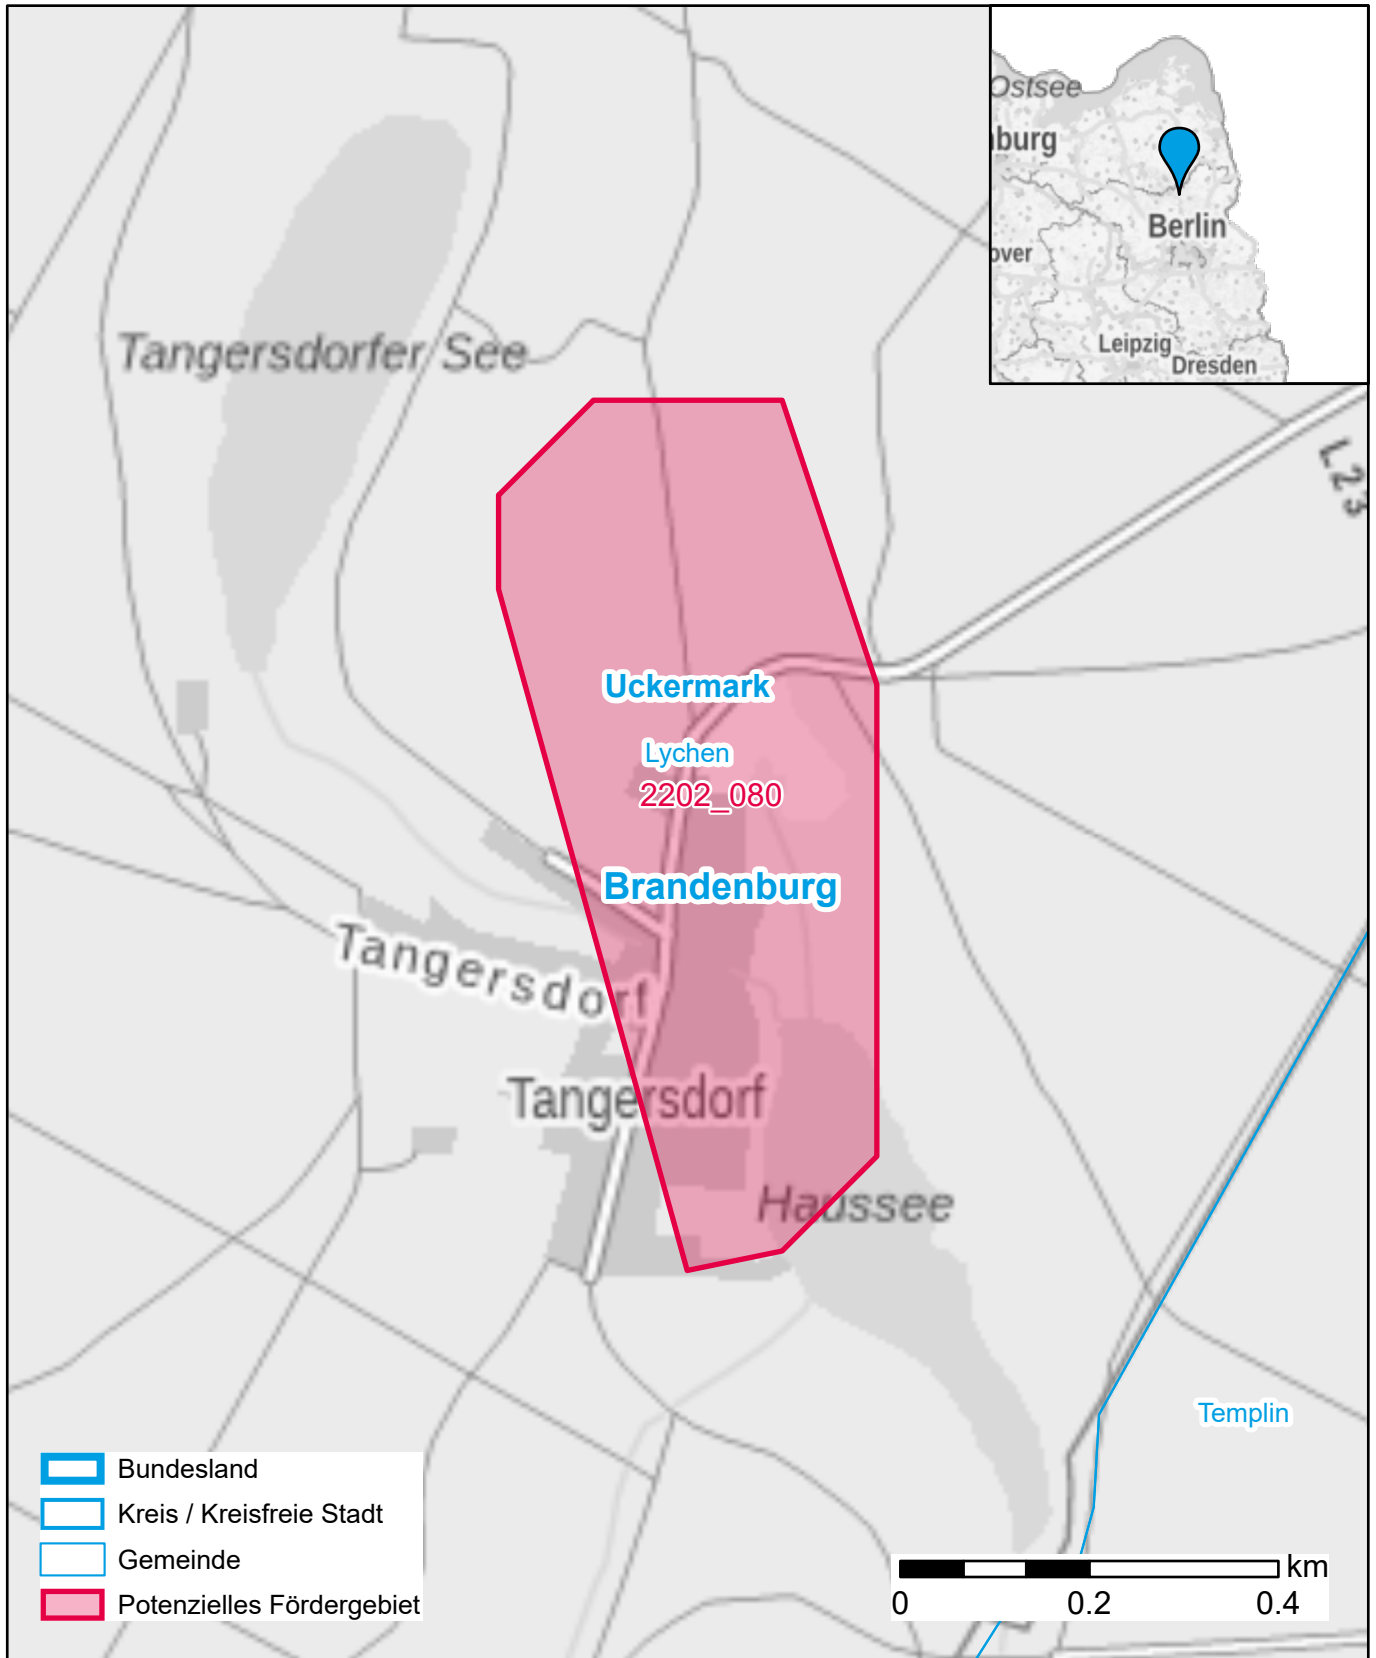 Ostsee
burg
Berlin
over
Leipzig
Dresden
Tangersdorfer See
L23
Uckermark
Lychen
2202_080
Brandenburg
Tangersdorf
Tangersdorf
Haussee
Templin
Bundesland
Kreis / Kreisfreie Stadt
Gemeinde
Potenzielles Fördergebiet
km
0 0.2 0.4